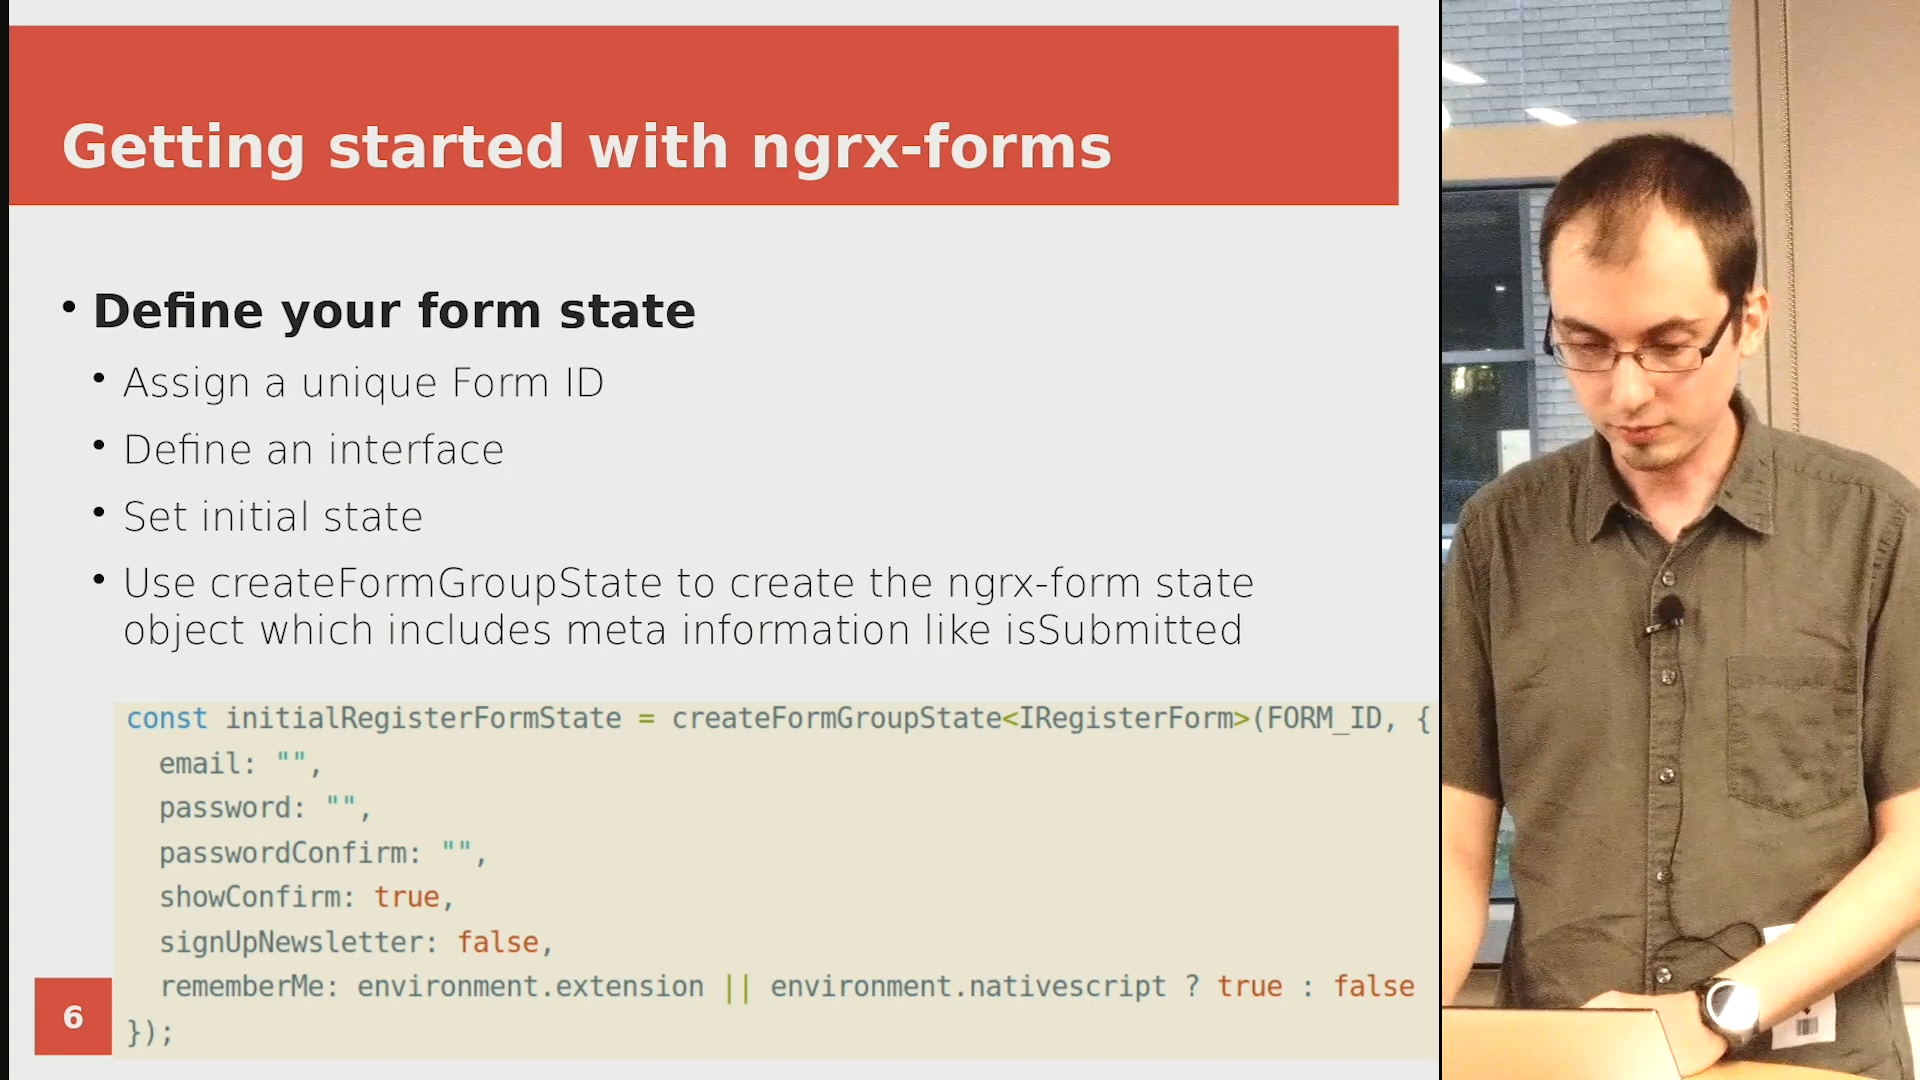 Getting started with ngrx-forms
• Define your form state
• Assign a unique Form ID
• Define an interface
• Set initial state
• Use createFormGroupState to create the ngrx-form state
object which includes meta information like isSubmitted
const initialRegisterFormState = createFormGroupState<IRegisterForm>(FORM_ID, {
  email: "",
  password: "",
  passwordConfirm: "",
  showConfirm: true,
  signUpNewsletter: false,
  rememberMe: environment.extension || environment.nativescript ? true : false
});
6